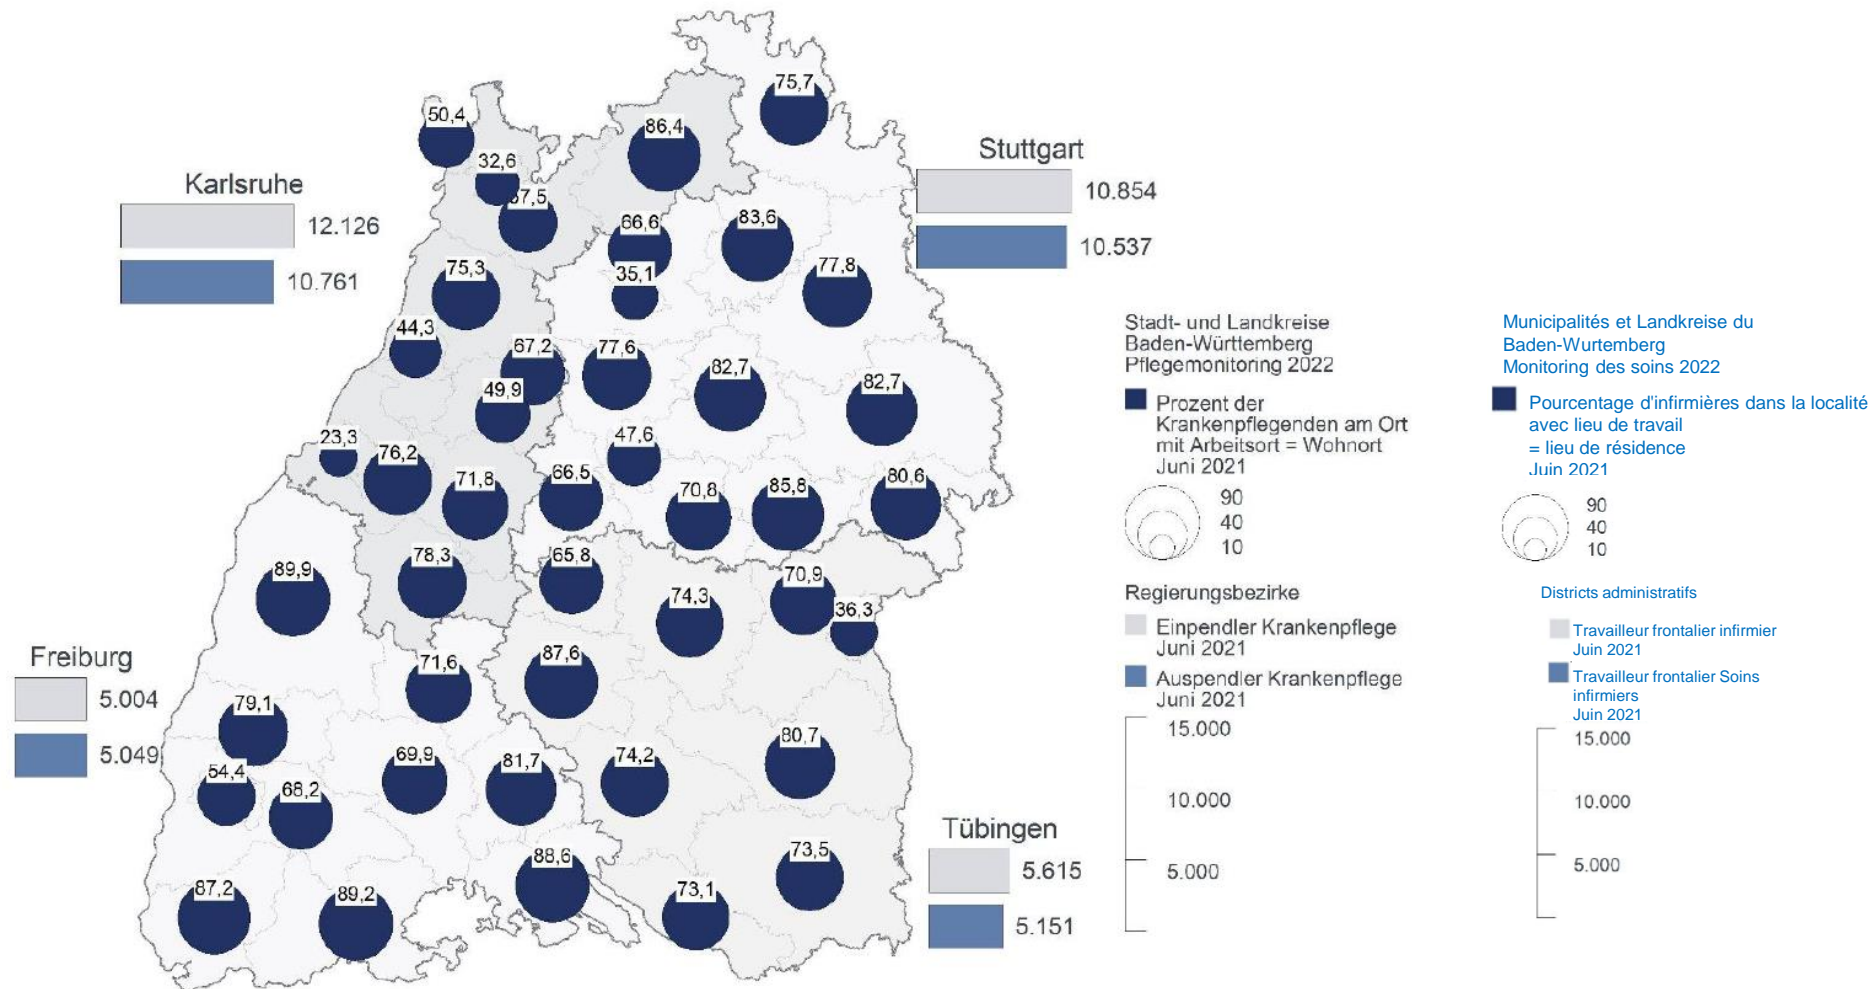 75,7
50,4
86,4
32,6
Stuttgart
10.854
10.537
Karlsruhe
12.126
10.761
66,6
83,6
35,1
75,3
77,8
44,3
67,2
77,6
82,7
82,7
49,9
23,3
76,2
47,6
71,8
66,5
70,8
85,8
80,6
89,9
78,3
65,8
74,3
70,9
36,3
Freiburg
5.004
5.049
71,6
87,6
79,1
54,4
68,2
69,9
81,7
74,2
80,7
87,2
89,2
88,6
73,1
73,5
Tübingen
5.615
5.151
Stadt- und Landkreise
Baden-Württemberg
Pflegemonitoring 2022
Prozent der
Krankenpflegenden am Ort
mit Arbeitsort = Wohnort
Juni 2021
90
40
10
Regierungsbezirke
Einpendler Krankenpflege
Juni 2021
Auspendler Krankenpflege
Juni 2021
15.000
10.000
5.000
Municipalités et Landkreise du
Baden-Wurtemberg
Monitoring des soins 2022
Pourcentage d'infirmières dans la localité
avec lieu de travail
= lieu de résidence
Juin 2021
90
40
10
Districts administratifs
Travailleur frontalier infirmier
Juin 2021
Travailleur frontalier Soins
infirmiers
Juin 2021
15.000
10.000
5.000